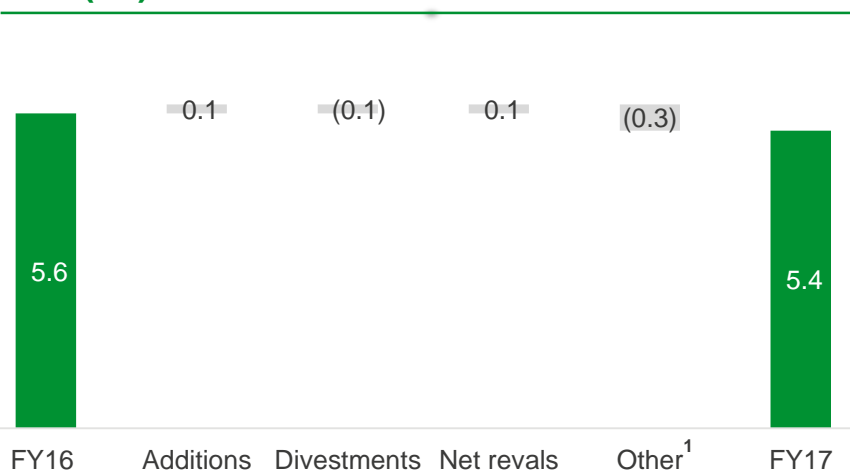 0.1 (0.1) 0.1 (0.3)
5.6 5.4
FY16 Additions Divestments Net revals Other¹ FY17